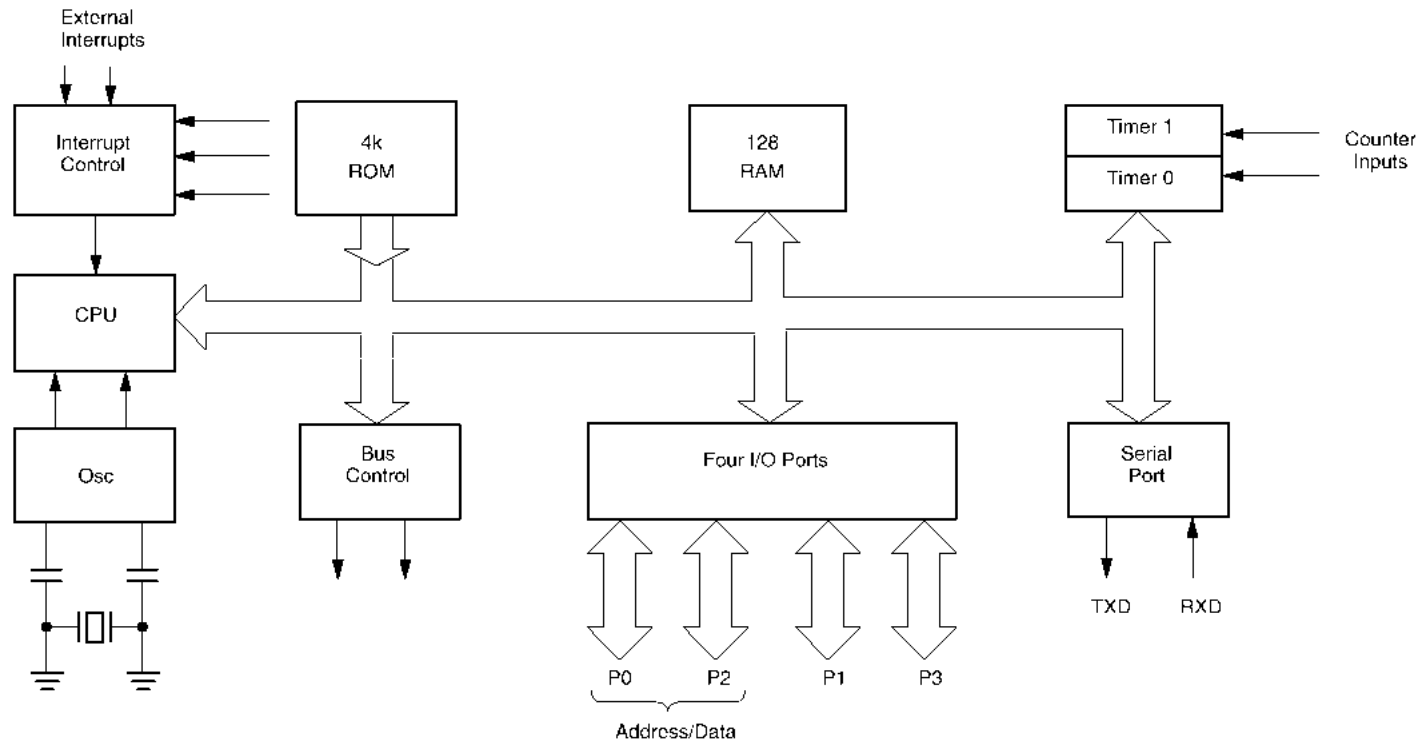 External
Interrupts
Interrupt
Control
4k
ROM
128
RAM
Timer 1
Timer 0
Counter
Inputs
CPU
Osc
Bus
Control
Four I/O Ports
Serial
Port
TXD
RXD
P0
P2
P1
P3
Address/Data